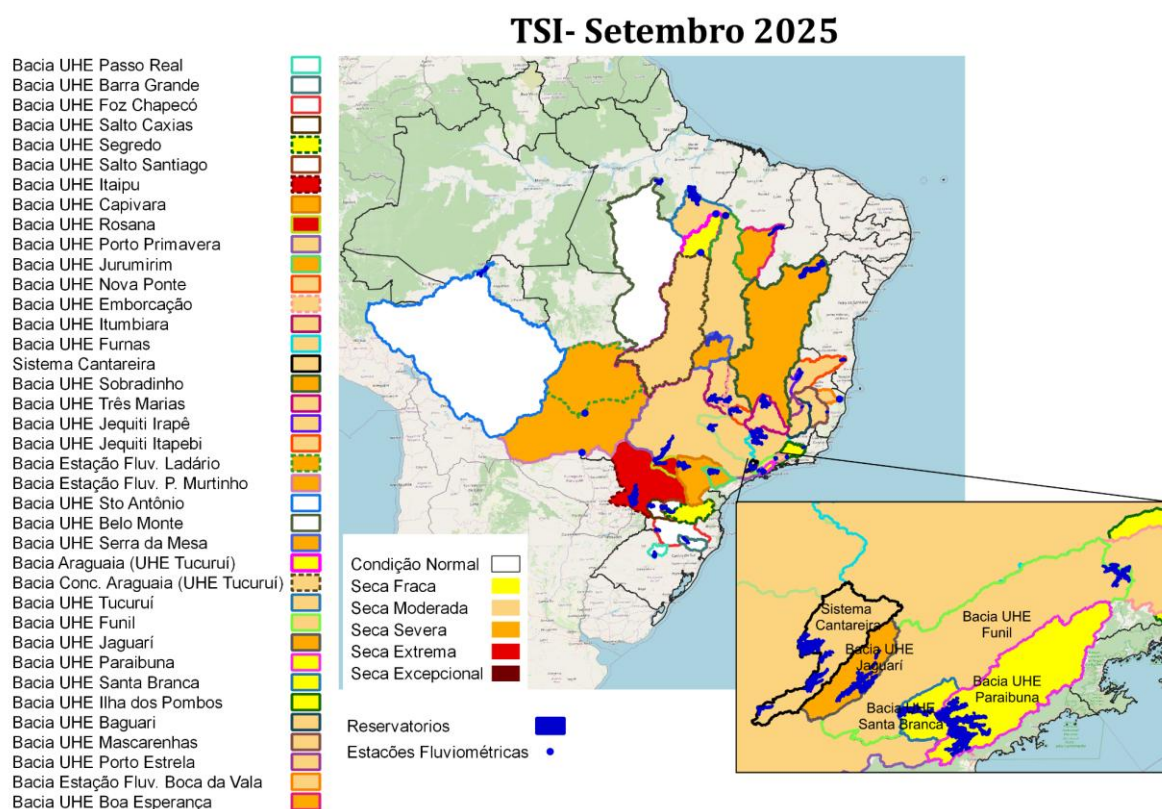 TSI- Setembro 2025
Bacia UHE Passo Real
Bacia UHE Barra Grande
Bacia UHE Foz Chapecó
Bacia UHE Salto Caxias
Bacia UHE Segredo
Bacia UHE Salto Santiago
Bacia UHE Itaipu
Bacia UHE Capivara
Bacia UHE Rosana
Bacia UHE Porto Primavera
Bacia UHE Jurumirim
Bacia UHE Nova Ponte
Bacia UHE Emborcação
Bacia UHE Itumbiara
Bacia UHE Furnas
Sistema Cantareira
Bacia UHE Sobradinho
Bacia UHE Três Marias
Bacia UHE Jequiti Irapê
Bacia UHE Jequiti Itapebi
Bacia Estação Fluv. Ladário
Bacia Estação Fluv. P. Murtinho
Bacia UHE Sto Antônio
Bacia UHE Belo Monte
Bacia UHE Serra da Mesa
Bacia Araguaia (UHE Tucuruí)
Bacia Conc. Araguaia (UHE Tucuruí)
Bacia UHE Tucuruí
Bacia UHE Funil
Bacia UHE Jaguarí
Bacia UHE Paraibuna
Bacia UHE Santa Branca
Bacia UHE Ilha dos Pombos
Bacia UHE Baguari
Bacia UHE Mascarenhas
Bacia UHE Porto Estrela
Bacia Estação Fluv. Boca da Vala
Bacia UHE Boa Esperança
Condição Normal
Seca Fraca
Seca Moderada
Seca Severa
Seca Extrema
Seca Excepcional
Reservatorios
Estacões Fluviométricas
Sistema
Cantareira
Bacia UHE
Funil
Bacia UHE
Jaguarí
Bacia UHE
Paraibuna
Bacia UHE
Santa Branca